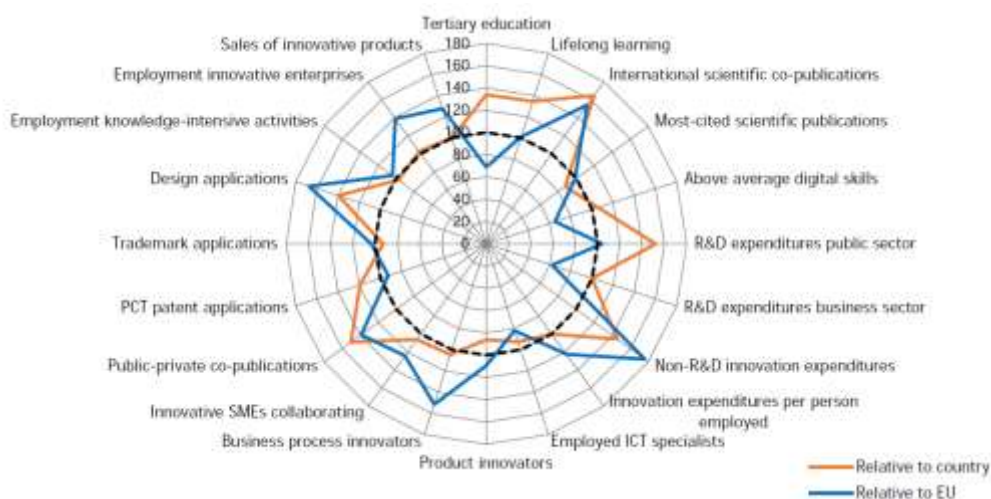 Tertiary education
Sales of innovative products
Lifelong learning
Employment innovative enterprises
International scientific co-publications
Employment knowledge-intensive activities
Most-cited scientific publications
Design applications
Above average digital skills
Trademark applications
R&D expenditures public sector
PCT patent applications
R&D expenditures business sector
Public-private co-publications
Non-R&D innovation expenditures
Innovative SMEs collaborating
Innovation expenditures per person
employed
Business process innovators
Employed ICT specialists
Product innovators
180
160
140
120
100
80
60
40
20
0
Relative to country
Relative to EU